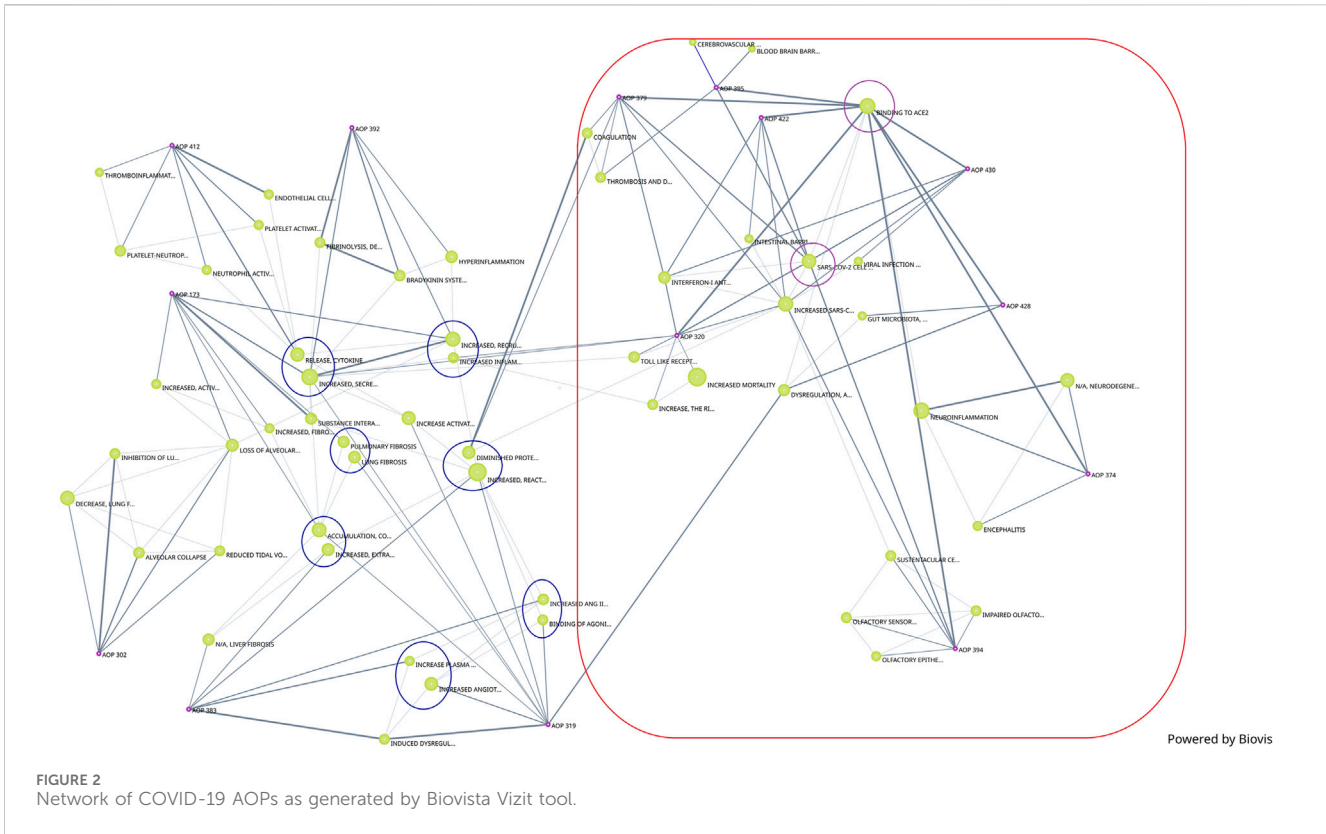 CEREBROVASCULAR ...
BLOOD BRAIN BARR...
AOP 395
AOP 379
BINDING TO ACE2
AOP 422
AOP 392
COAGULATION
AOP 412
AOP 430
THROMBOINFLAMMAT...
THROMBOSIS AND D...
ENDOTHELIAL CELL...
PLATELET ACTIVAT...
FIBRINOLYSIS, DE...
INTESTINAL BARRI...
PLATELET-NEUTROP...
HYPERINFLAMMATION
SARS-COV-2 CELL ...
VIRAL INFECTION ...
NEUTROPHIL ACTIV...
BRADYKININ SYSTE...
INTERFERON-I ANT...
AOP 173
INCREASED SARS-C...
AOP 428
GUT MICROBIOTA, ...
AOP 320
INCREASED, RECRU...
RELEASE, CYTOKINE
INCREASED INFLAM...
TOLL LIKE RECEPT...
INCREASED, SECRE...
INCREASED MORTALITY
INCREASED, ACTIV...
N/A, NEURODEGENE...
DYSREGULATION, A...
INCREASE, THE RI...
NEUROINFLAMMATION
SUBSTANCE INTERA...
INCREASE ACTIVAT...
INCREASED, FIBRO...
PULMONARY FIBROSIS
LOSS OF ALVEOLAR...
INHIBITION OF LU...
DIMINISHED PROTE...
LUNG FIBROSIS
INCREASED, REACT...
AOP 374
DECREASE, LUNG F...
ENCEPHALITIS
ACCUMULATION, CO...
INCREASED, EXTRA...
ALVEOLAR COLLAPSE
REDUCED TIDAL VO...
SUSTENTACULAR CE...
INCREASED ANG II...
IMPAIRED OLFACTO...
BINDING OF AGONI...
OLFACTORY SENSOR...
N/A, LIVER FIBROSIS
AOP 302
AOP 394
OLFACTORY EPITHE...
INCREASE PLASMA ...
INCREASED ANGIOT...
AOP 383
AOP 319
INDUCED DYSREGUL...
Powered by Biovis
FIGURE 2
Network of COVID-19 AOPs as generated by Biovista Vizit tool.